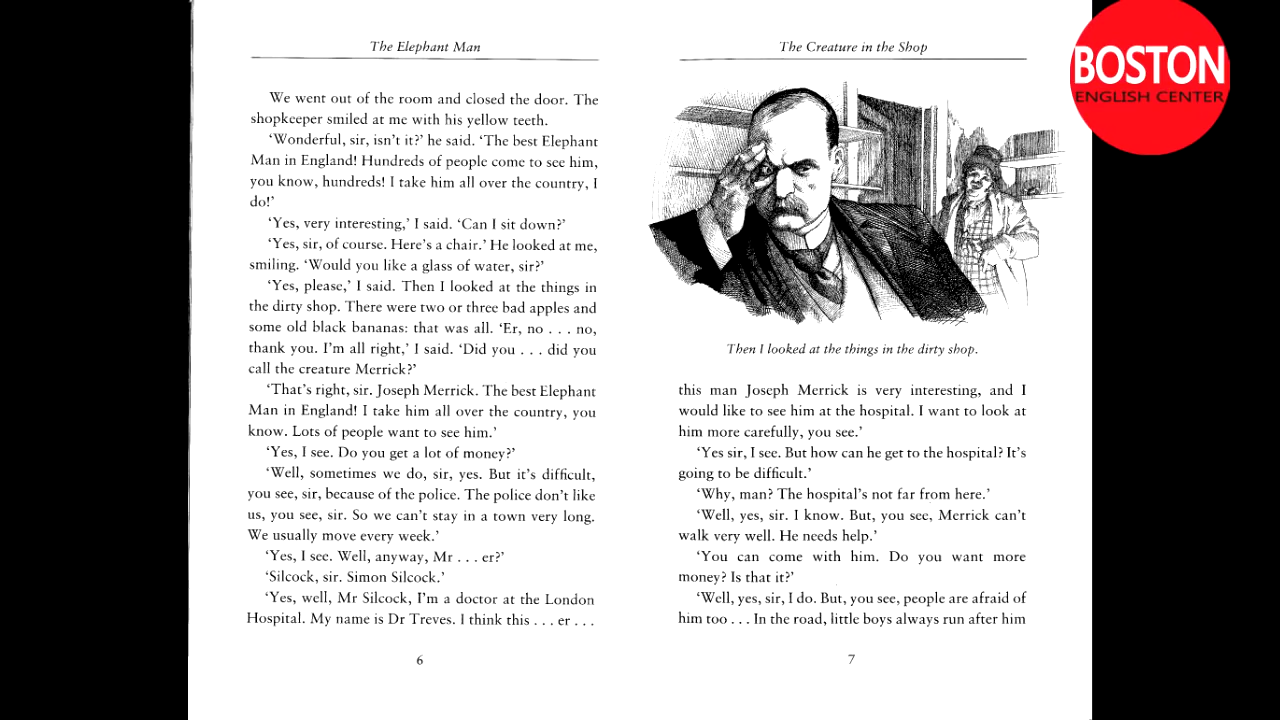 The Elephant Man
We went out of the room and closed the door. The
shopkeeper smiled at me with his yellow teeth.
‘Wonderful, sir, isn’t it?’ he said. ‘The best Elephant
Man in England! Hundreds of people come to see him,
you know, hundreds! I take him all over the country, I
do!’
‘Yes, very interesting,’ I said. ‘Can I sit down?’
‘Yes, sir, of course. Here’s a chair.’ He looked at me,
smiling. ‘Would you like a glass of water, sir?’
‘Yes, please,’ I said. Then I looked at the things in
the dirty shop. There were two or three bad apples and
some old black bananas: that was all. ‘Er, no . . . no,
thank you. I’m all right,’ I said. ‘Did you . . . did you
call the creature Merrick?’
‘That’s right, sir. Joseph Merrick. The best Elephant
Man in England! I take him all over the country, you
know. Lots of people want to see him.’
‘Yes, I see. Do you get a lot of money?’
‘Well, sometimes we do, sir, yes. But it’s difficult,
you see, sir, because of the police. The police don’t like
us, you see, sir. So we can’t stay in a town very long.
We usually move every week.’
‘Yes, I see. Well, anyway, Mr . . . er?’
‘Silcock, sir. Simon Silcock.’
‘Yes, well, Mr Silcock, I’m a doctor at the London
Hospital. My name is Dr Treves. I think this . . . er . . .
6
The Creature in the Shop
Then I looked at the things in the dirty shop.
this man Joseph Merrick is very interesting, and I
would like to see him at the hospital. I want to look at
him more carefully, you see.’
‘Yes sir, I see. But how can he get to the hospital? It’s
going to be difficult.’
‘Why, man? The hospital’s not far from here.’
‘Well, yes, sir. I know. But, you see, Merrick can’t
walk very well. He needs help.’
‘You can come with him. Do you want more
money? Is that it?’
‘Well, yes, sir, I do. But, you see, people are afraid of
him too . . . In the road, little boys always run after him
7
BOSTON
ENGLISH CENTER